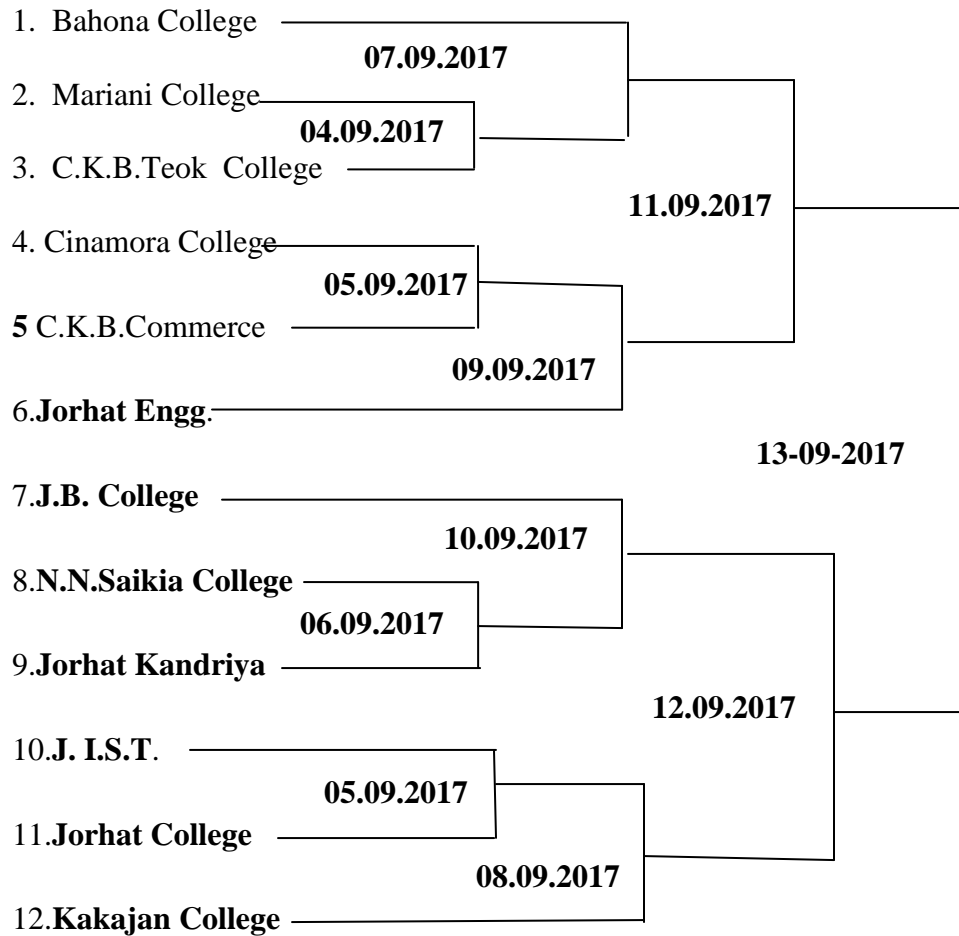 1. Bahona College
07.09.2017
2. Mariani College
04.09.2017
3. C.K.B.Teok College
11.09.2017
4. Cinamora College
05.09.2017
5 C.K.B.Commerce
09.09.2017
6.Jorhat Engg.
13-09-2017
7.J.B. College
10.09.2017
8.N.N.Saikia College
06.09.2017
9.Jorhat Kandriya
12.09.2017
10.J. I.S.T.
05.09.2017
11.Jorhat College
08.09.2017
12.Kakajan College